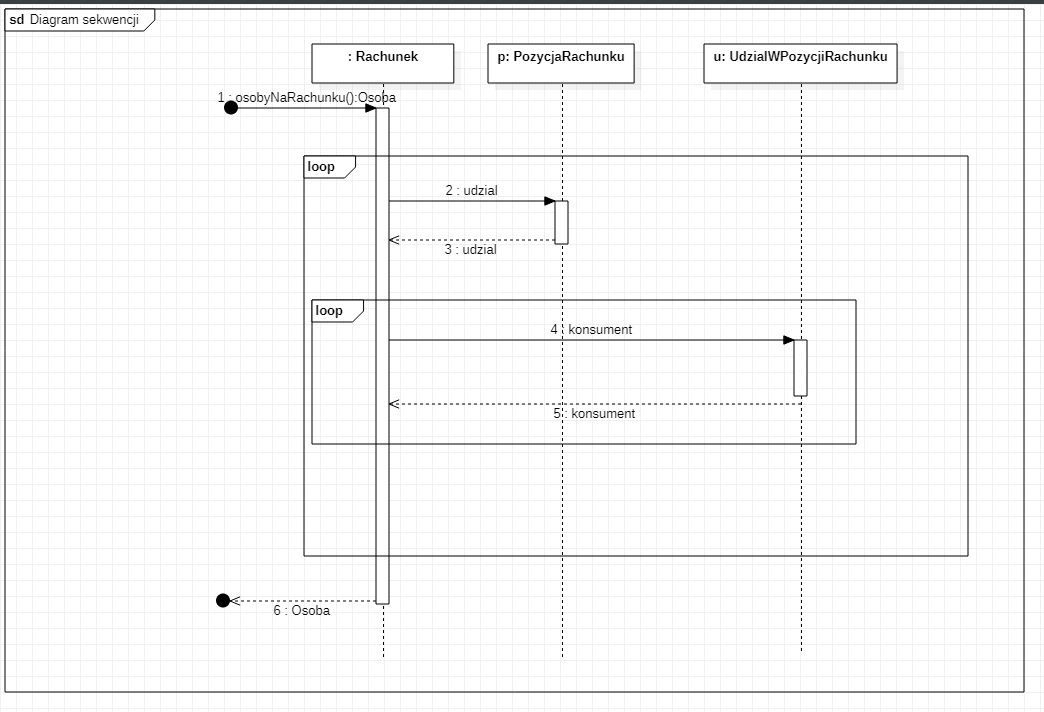 sd Diagram sekwencji
: Rachunek
p: PozycjaRachunku
u: UdzialWPozycjiRachunku
1 : osobyNaRachunku():Osoba
loop
2 : udzial
3 : udzial
loop
4 : konsument
5 : konsument
6 : Osoba